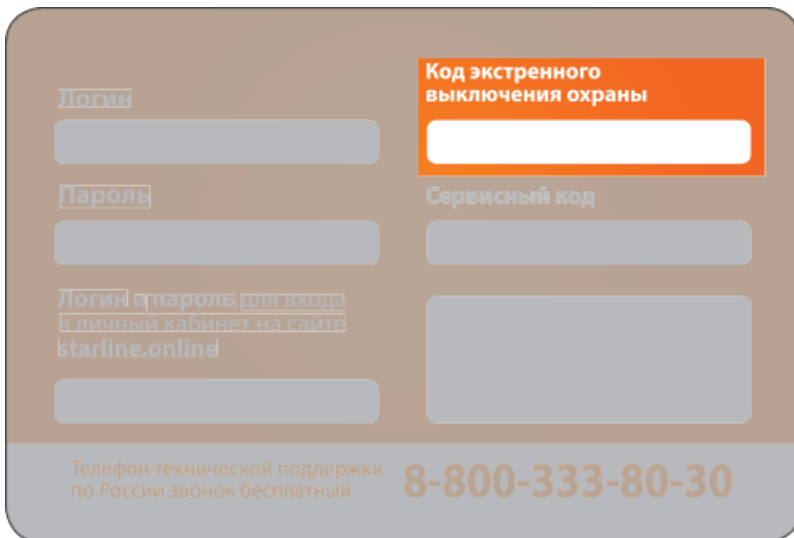 Логин
Код экстренного
выключения охраны
Пароль
Сервисный код
Логин и пароль для входа
в личный кабинет на сайте
starline.online
Телефон технической поддержки
по России звонок бесплатный
8-800-333-80-30